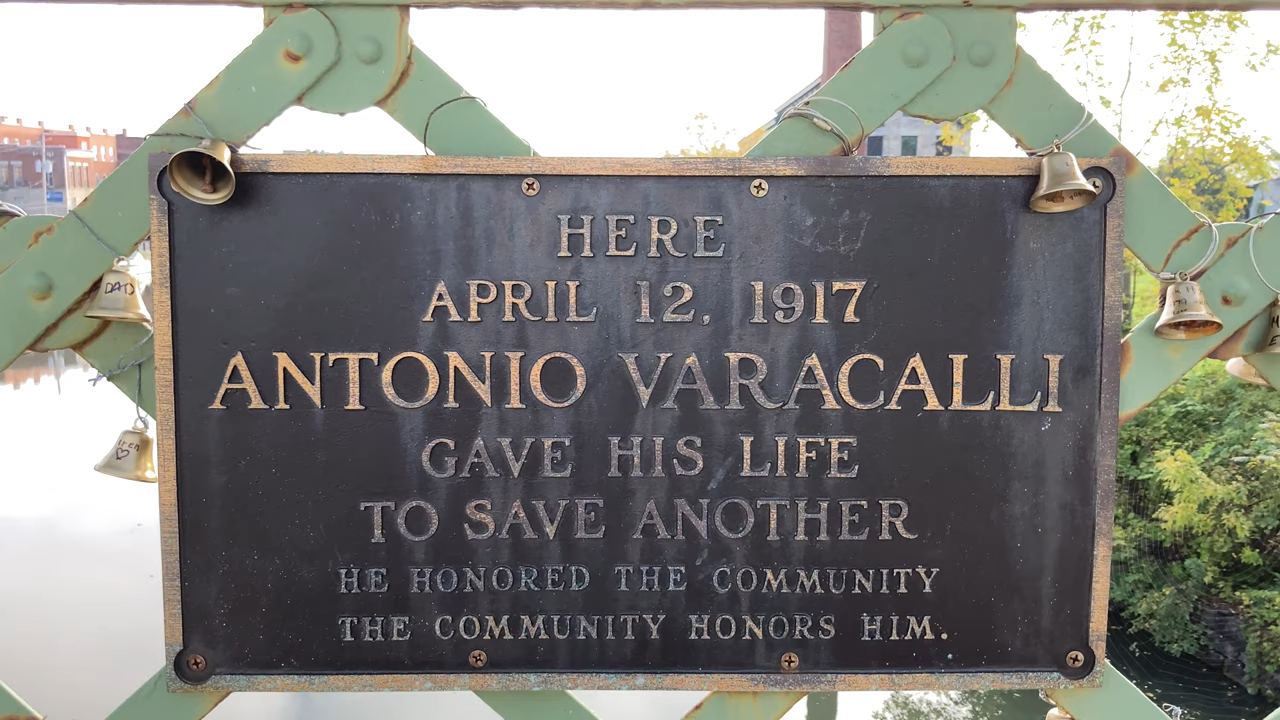 HERE
APRIL 12, 1917
ANTONIO VARACALLI
GAVE HIS LIFE
TO SAVE ANOTHER
HE HONORED THE COMMUNITY
THE COMMUNITY HONORS HIM.
DAD